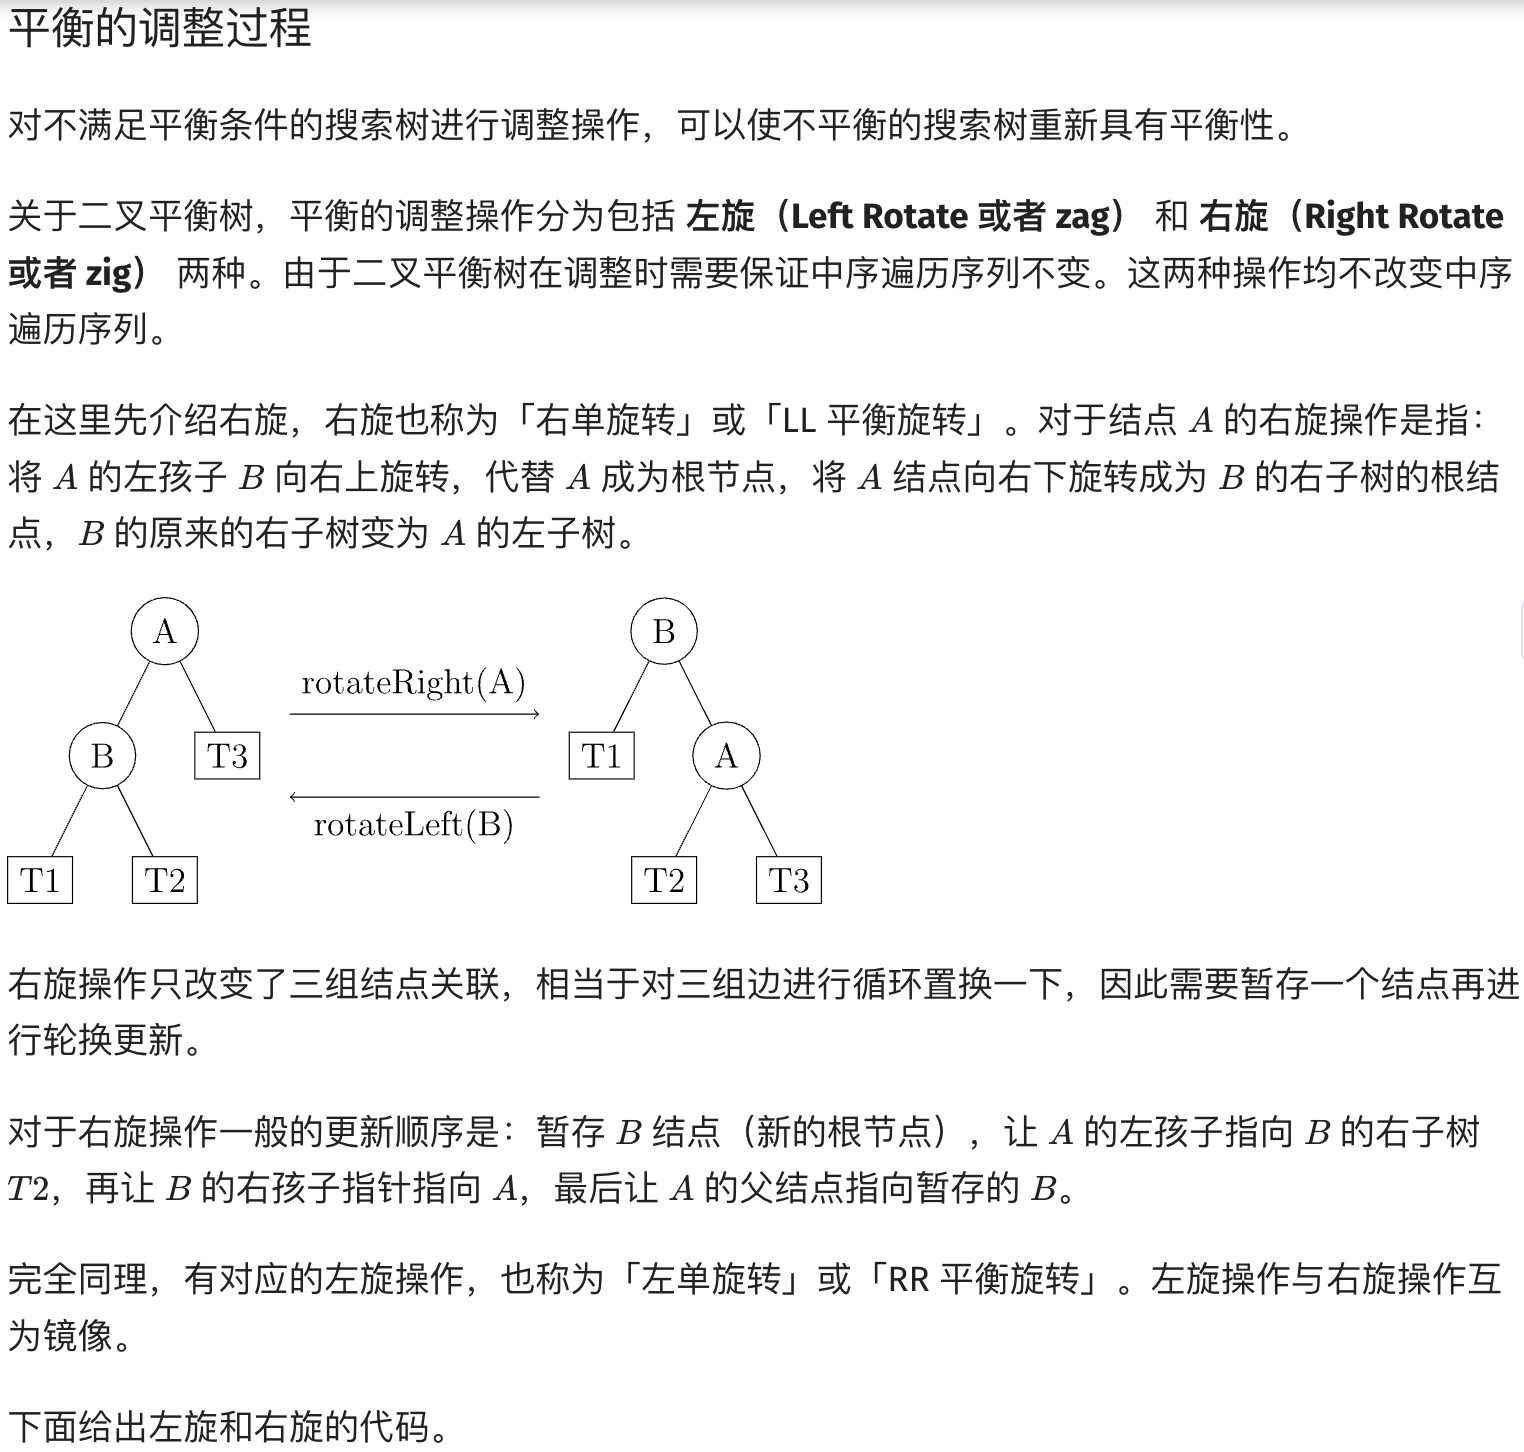 平衡的调整过程
对不满足平衡条件的搜索树进行调整操作，可以使不平衡的搜索树重新具有平衡性。
关于二叉平衡树，平衡的调整操作分为包括 左旋（Left Rotate 或者 zag） 和 右旋（Right Rotate
或者 zig） 两种。由于二叉平衡树在调整时需要保证中序遍历序列不变。这两种操作均不改变中序
遍历序列。
在这里先介绍右旋，右旋也称为「右单旋转」或「LL 平衡旋转」。对于结点 A 的右旋操作是指：
将 A 的左孩子 B 向右上旋转，代替 A 成为根节点，将 A 结点向右下旋转成为 B 的右子树的根结
点，B 的原来的右子树变为 A 的左子树。
A
B
T3
T1
T2
rotateRight(A)
rotateLeft(B)
B
T1
A
T2
T3
右旋操作只改变了三组结点关联，相当于对三组边进行循环置换一下，因此需要暂存一个结点再进
行轮换更新。
对于右旋操作一般的更新顺序是：暂存 B 结点（新的根节点），让 A 的左孩子指向 B 的右子树
T2，再让 B 的右孩子指针指向 A，最后让 A 的父结点指向暂存的 B。
完全同理，有对应的左旋操作，也称为「左单旋转」或「RR 平衡旋转」。左旋操作与右旋操作互
为镜像。
下面给出左旋和右旋的代码。